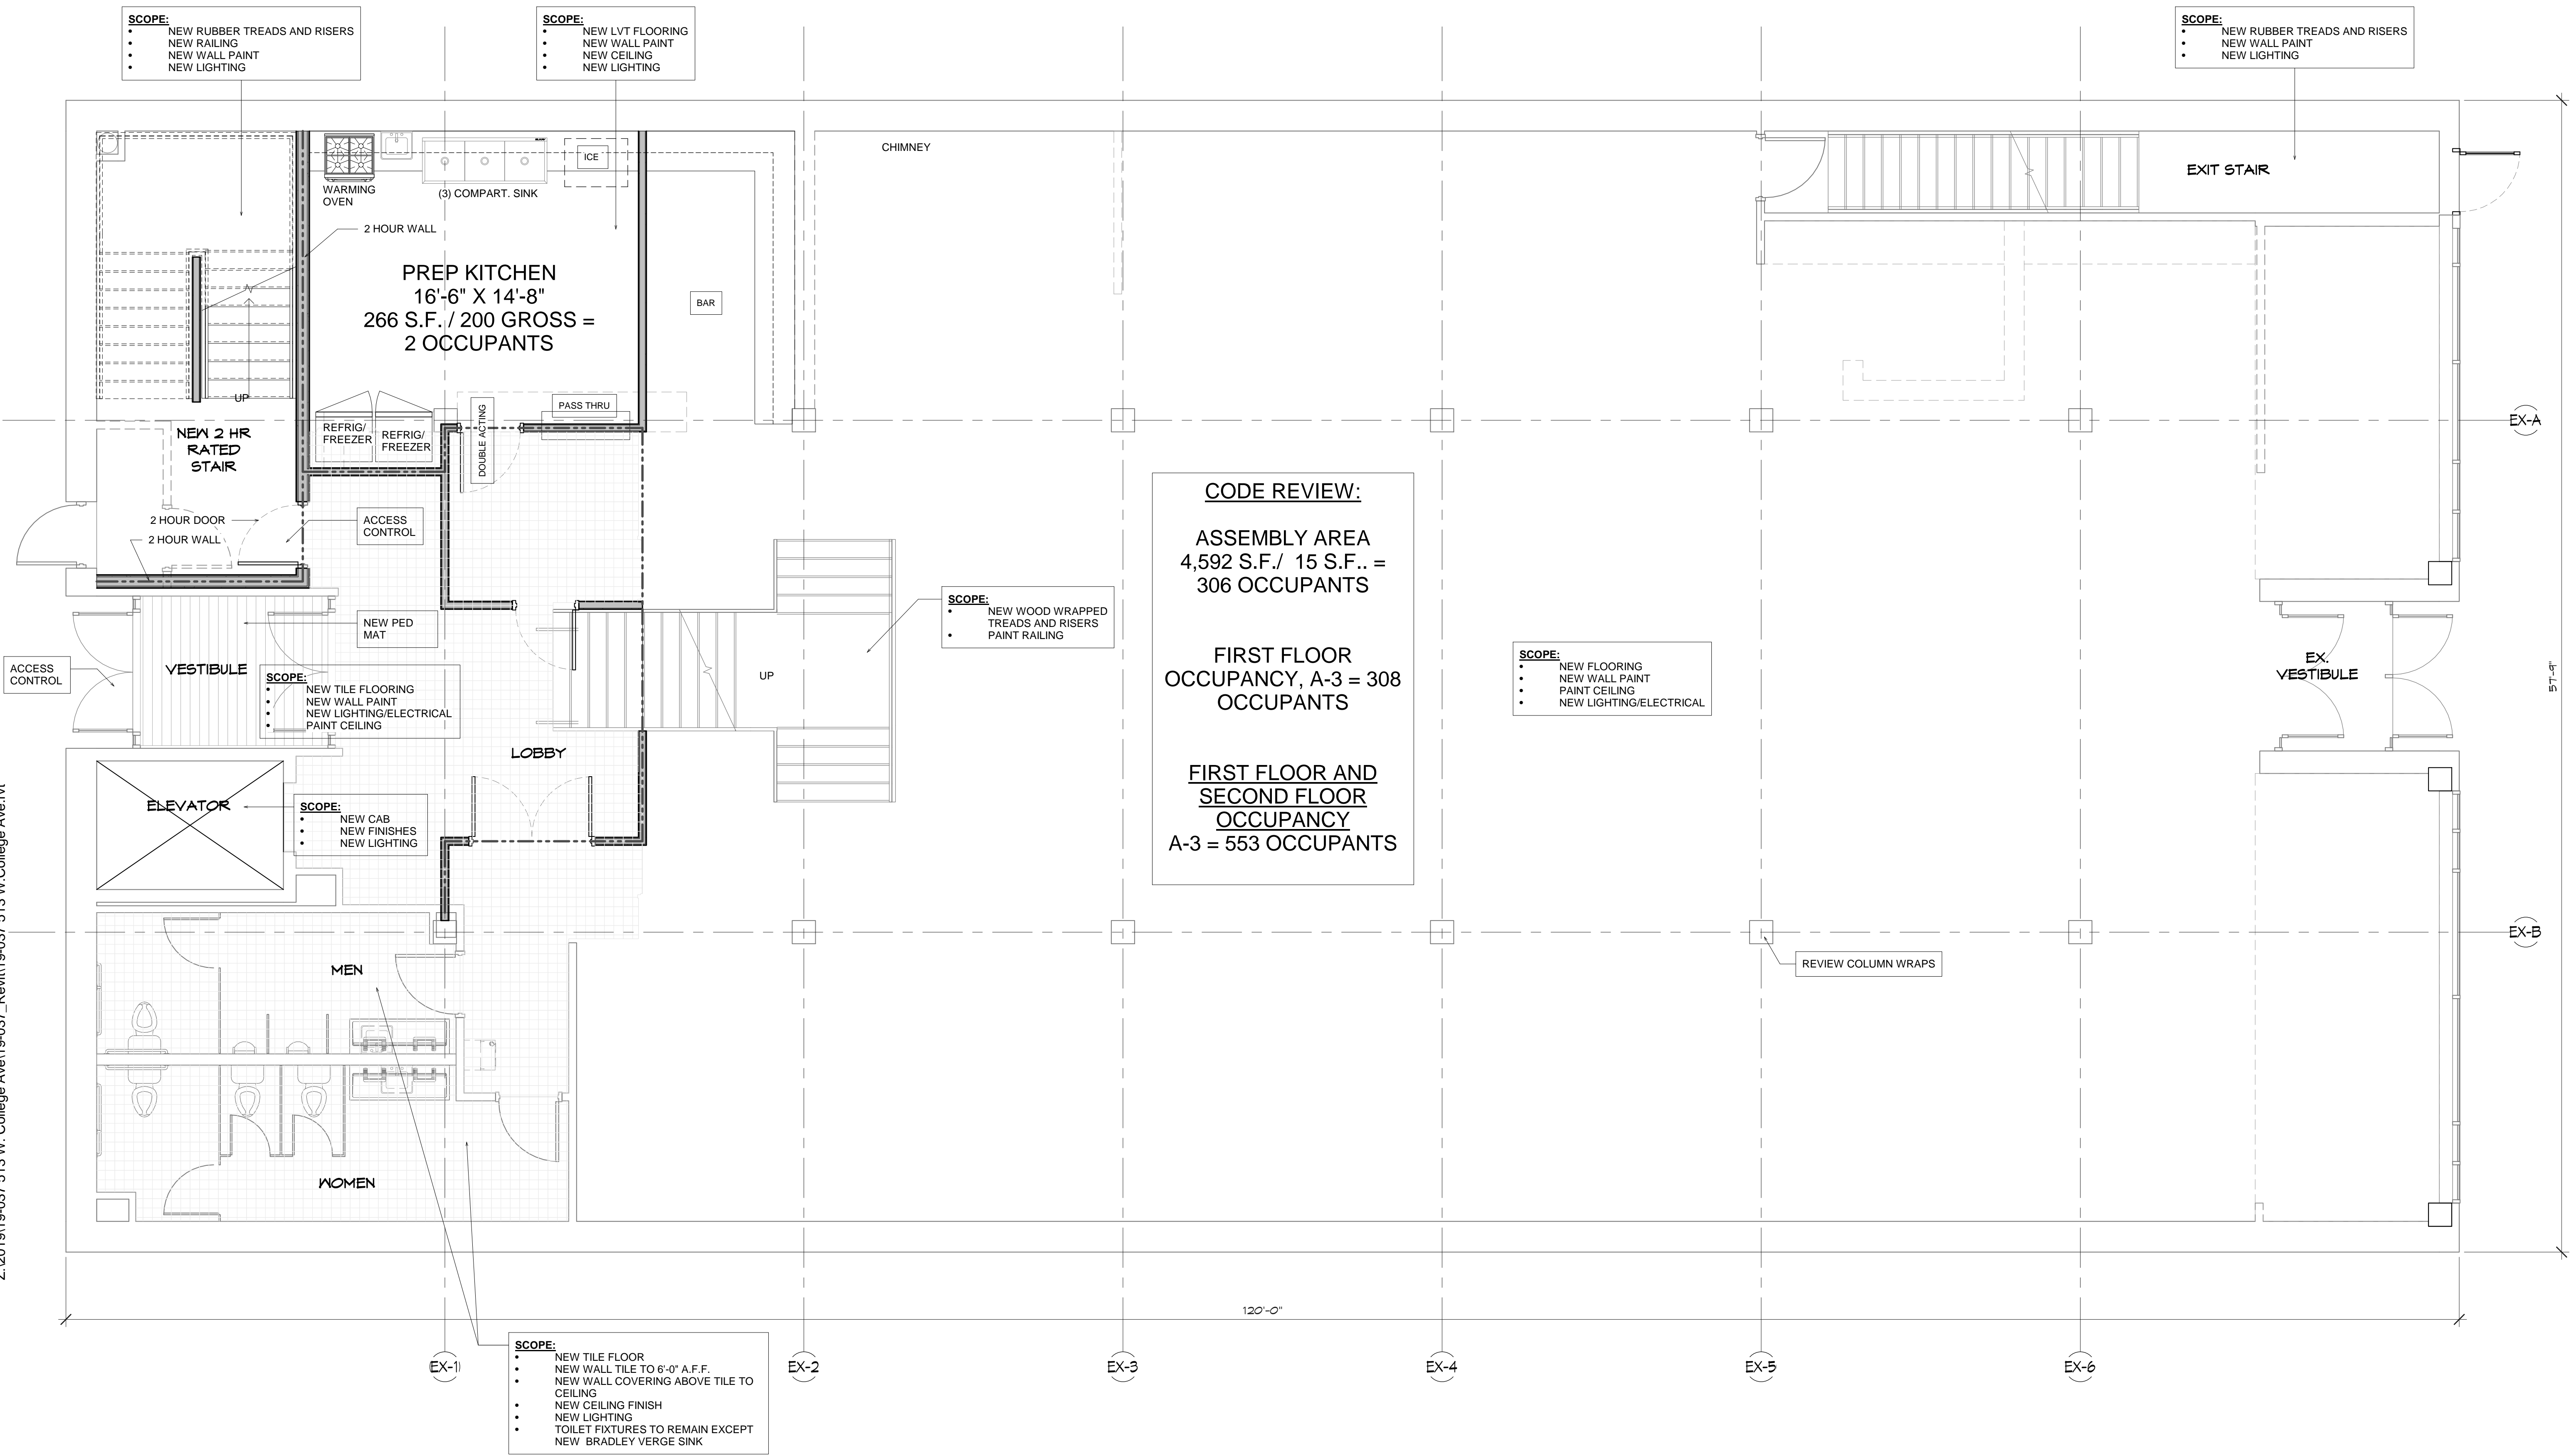 SCOPE:
• NEW RUBBER TREADS AND RISERS
• NEW RAILING
• NEW WALL PAINT
• NEW LIGHTING
SCOPE:
• NEW LVT FLOORING
• NEW WALL PAINT
• NEW CEILING
• NEW LIGHTING
SCOPE:
• NEW RUBBER TREADS AND RISERS
• NEW WALL PAINT
• NEW LIGHTING
CHIMNEY
ICE
WARMING
OVEN
(3) COMPART. SINK
EXIT STAIR
2 HOUR WALL
PREP KITCHEN
16'-6" X 14'-8"
266 S.F. / 200 GROSS =
2 OCCUPANTS
BAR
UP
PASS THRU
DOUBLE ACTING
REFRIG/
FREEZER
REFRIG/
FREEZER
EX-A
NEW 2 HR
RATED
STAIR
2 HOUR DOOR
2 HOUR WALL
ACCESS
CONTROL
CODE REVIEW:
ASSEMBLY AREA
4,592 S.F./ 15 S.F.. =
306 OCCUPANTS
FIRST FLOOR
OCCUPANCY, A-3 = 308
OCCUPANTS
FIRST FLOOR AND
SECOND FLOOR
OCCUPANCY
A-3 = 553 OCCUPANTS
SCOPE:
• NEW WOOD WRAPPED
TREADS AND RISERS
• PAINT RAILING
NEW PED
MAT
ACCESS
CONTROL
VESTIBULE
SCOPE:
• NEW TILE FLOORING
• NEW WALL PAINT
• NEW LIGHTING/ELECTRICAL
• PAINT CEILING
UP
SCOPE:
• NEW FLOORING
• NEW WALL PAINT
• PAINT CEILING
• NEW LIGHTING/ELECTRICAL
EX.
VESTIBULE
57'-9"
LOBBY
ELEVATOR
SCOPE:
• NEW CAB
• NEW FINISHES
• NEW LIGHTING
EX-B
REVIEW COLUMN WRAPS
MEN
WOMEN
120'-0"
EX-1
EX-2
EX-3
EX-4
EX-5
EX-6
SCOPE:
• NEW TILE FLOOR
• NEW WALL TILE TO 6'-0" A.F.F.
• NEW WALL COVERING ABOVE TILE TO
CEILING
• NEW CEILING FINISH
• NEW LIGHTING
• TOILET FIXTURES TO REMAIN EXCEPT
NEW BRADLEY VERGE SINK